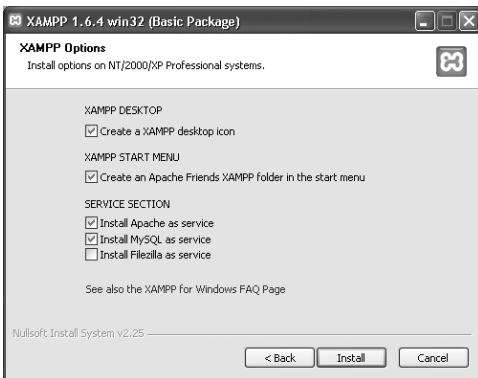 XAMPP 1.6.4 win32 (Basic Package)
XAMPP Options
Install options on NT/2000/XP Professional systems.
XAMPP DESKTOP
Create a XAMPP desktop icon
XAMPP START MENU
Create an Apache Friends XAMPP folder in the start menu
SERVICE SECTION
Install Apache as service
Install MySQL as service
Install Filezilla as service
See also the XAMPP for Windows FAQ Page
Nullsoft Install System v2.25
< Back Install Cancel